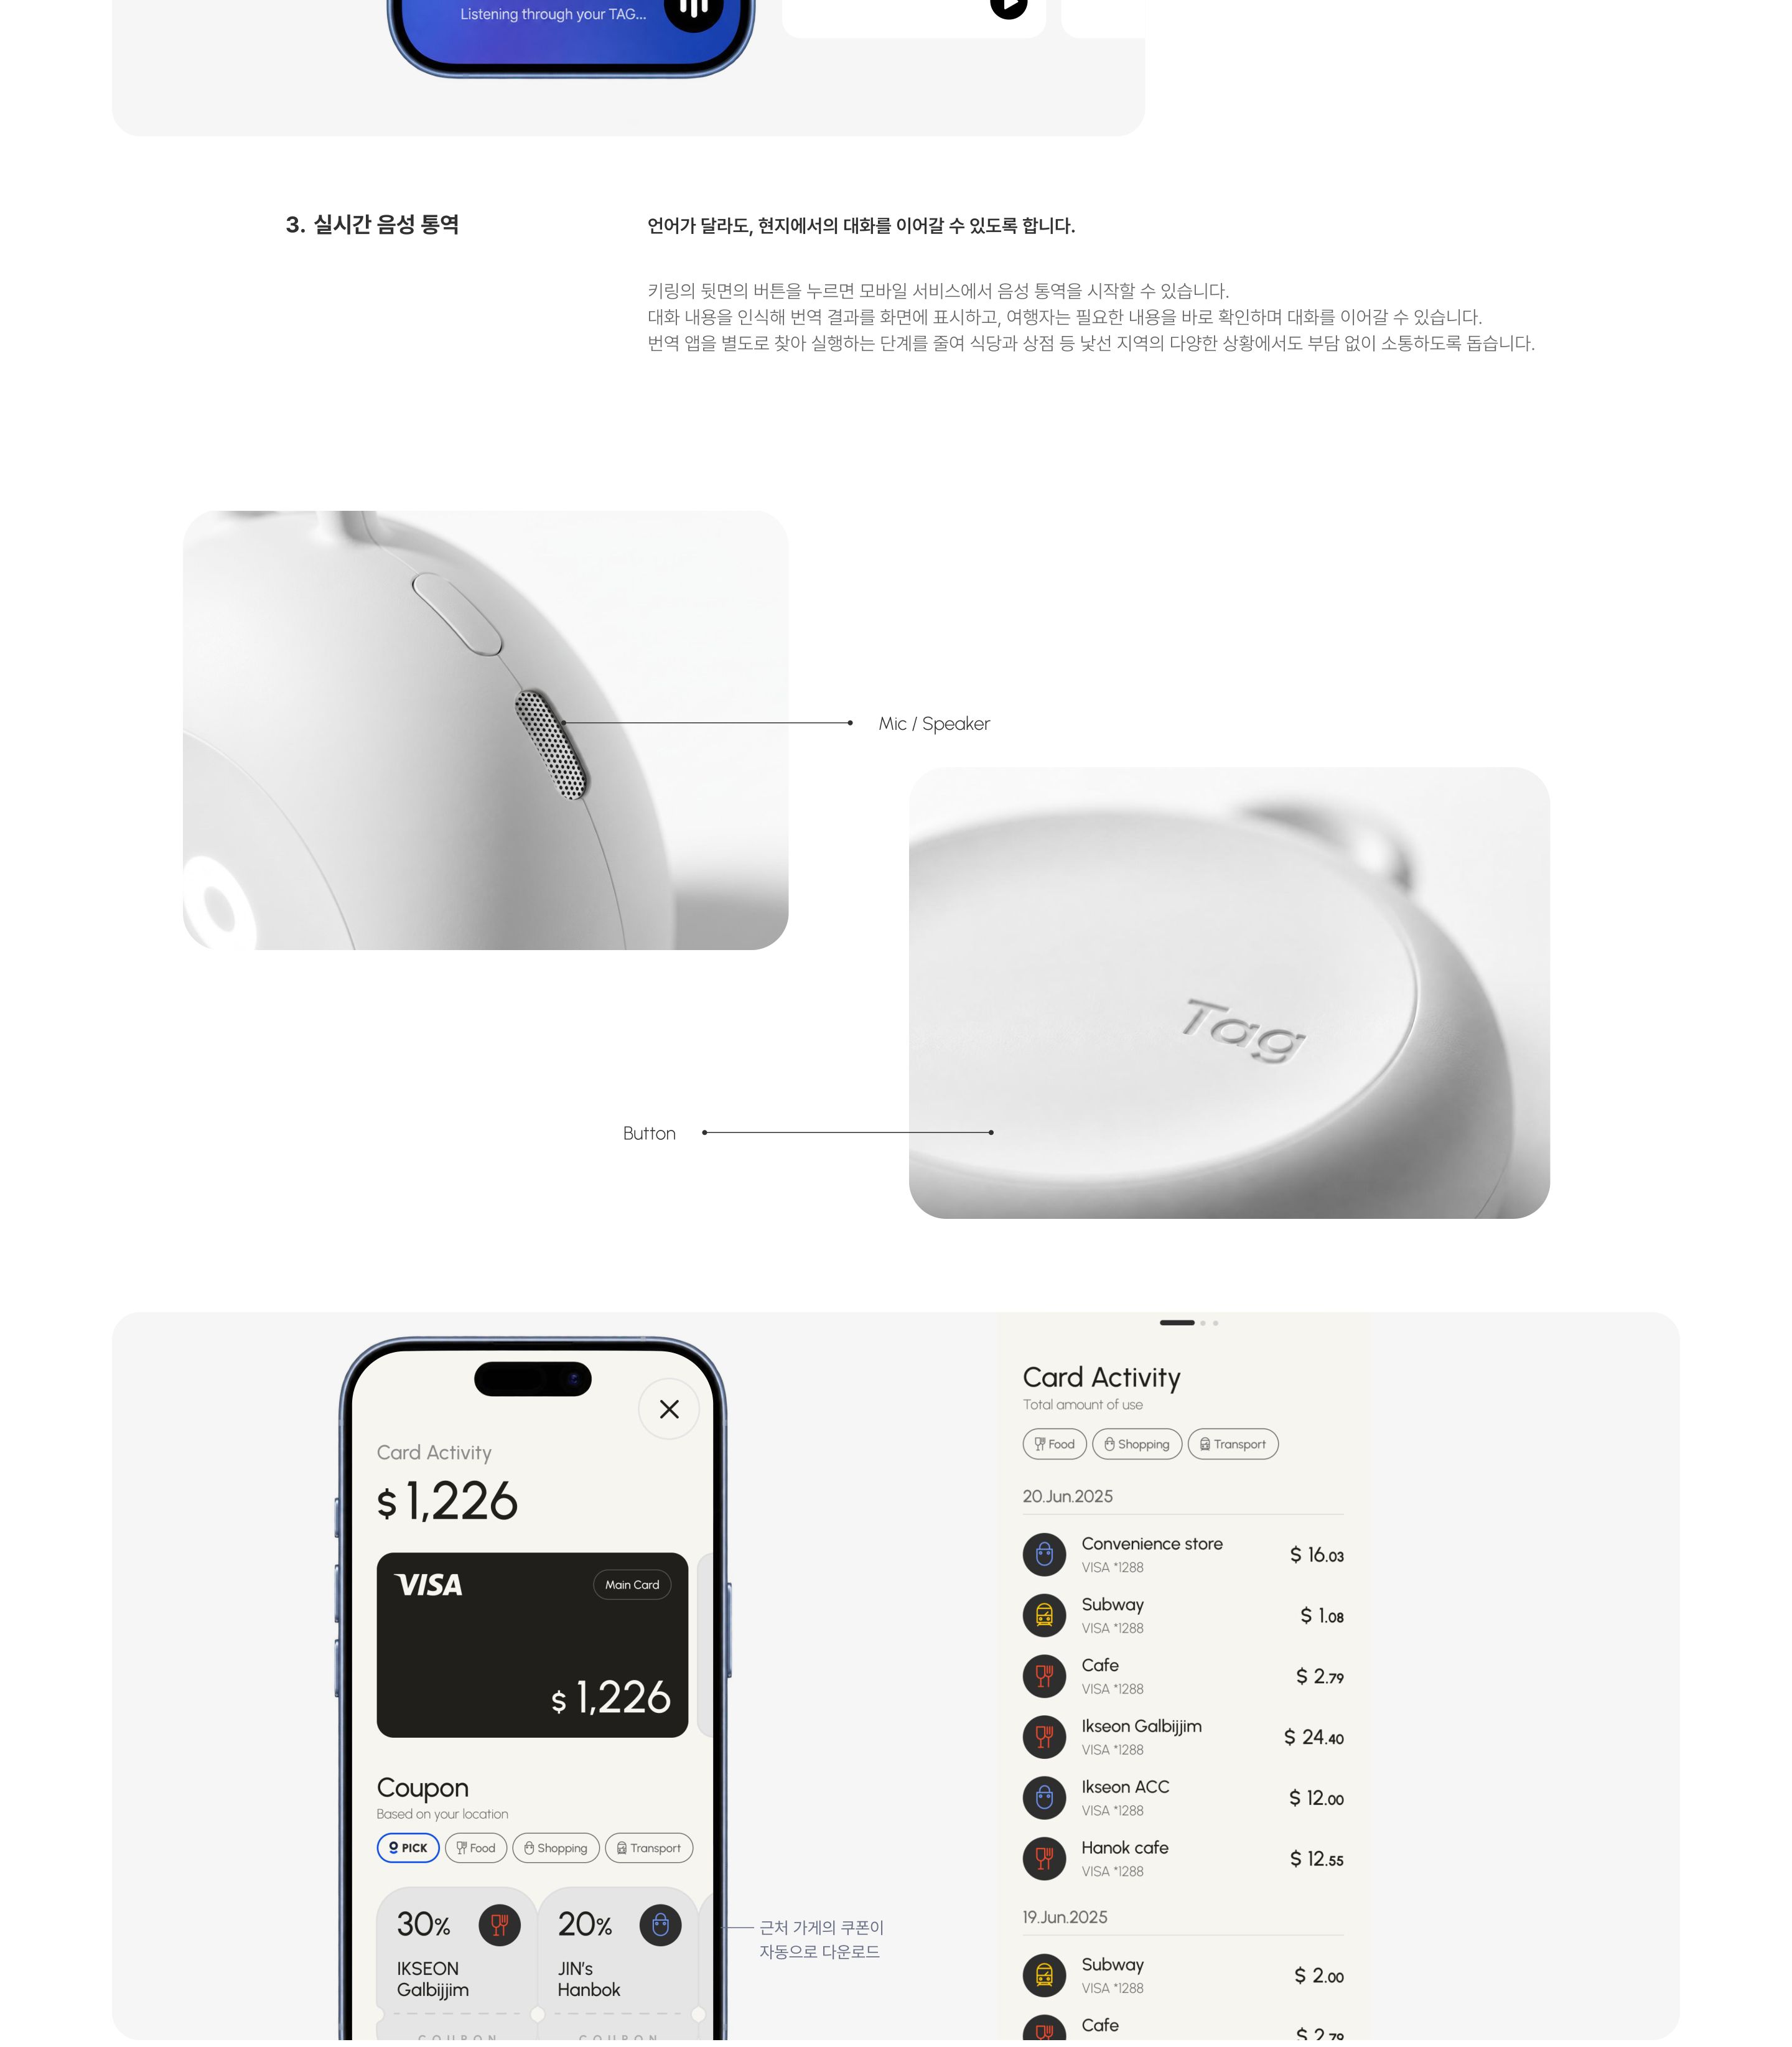 Listening through your TAG...
3. 실시간 음성 통역
언어가 달라도, 현지에서의 대화를 이어갈 수 있도록 합니다.
키링의 뒷면의 버튼을 누르면 모바일 서비스에서 음성 통역을 시작할 수 있습니다.
대화 내용을 인식해 번역 결과를 화면에 표시하고, 여행자는 필요한 내용을 바로 확인하며 대화를 이어갈 수 있습니다.
번역 앱을 별도로 찾아 실행하는 단계를 줄여 식당과 상점 등 낯선 지역의 다양한 상황에서도 부담 없이 소통하도록 돕습니다.
Mic / Speaker
Tag
Button
Card Activity
$ 1,226
VISA
Main Card
$ 1,226
Coupon
Based on your location
PICK
Food
Shopping
Transport
30%
IKSEON
Galbijjim
COUPON
20%
JIN's
Hanbok
COUPON
근처 가게의 쿠폰이
자동으로 다운로드
Card Activity
Total amount of use
Food
Shopping
Transport
20.Jun.2025
Convenience store
VISA *1288
$ 16.03
Subway
VISA *1288
$ 1.08
Cafe
VISA *1288
$ 2.79
Ikseon Galbijjim
VISA *1288
$ 24.40
Ikseon ACC
VISA *1288
$ 12.00
Hanok cafe
VISA *1288
$ 12.55
19.Jun.2025
Subway
VISA *1288
$ 2.00
Cafe
$ 2.79